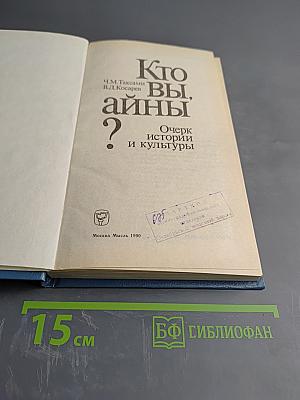 Ч.М. Таксами
В.Д. Косарев
Кто
вы,
айны
?
Очерк
истории
и культуры
Москва Мысль 1990
15 см
БФ БИБЛИОФАН